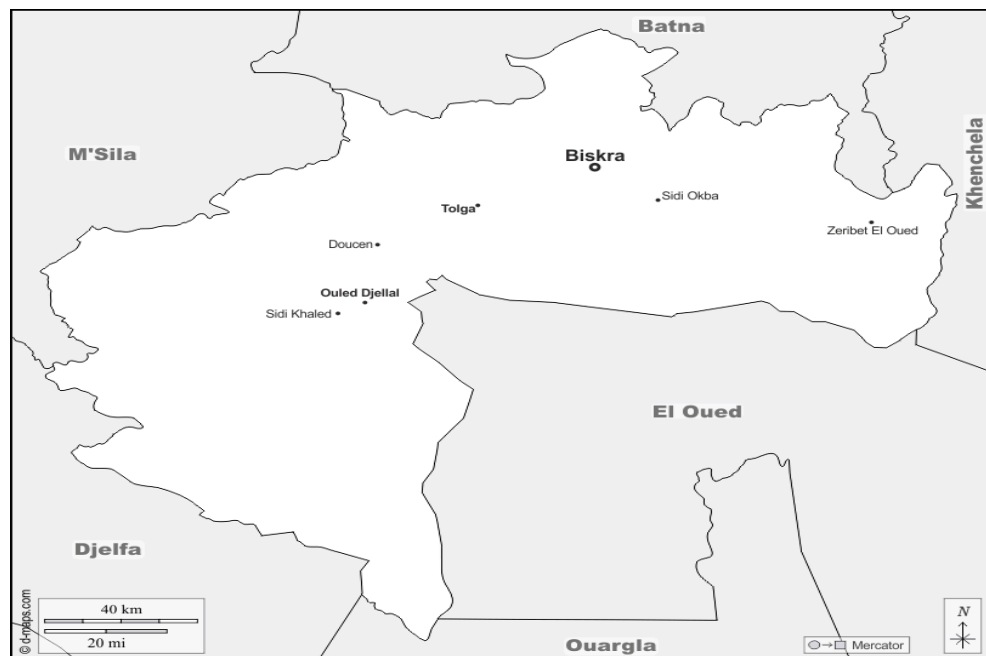 Batna
M'Sila
Khenchela
Biskra
Sidi Okba
Tolga
Zeribet El Oued
Doucen
Ouled Djellal
Sidi Khaled
El Oued
Djelfa
40 km
20 mi
© d-maps.com
Ouargla
N
Mercator